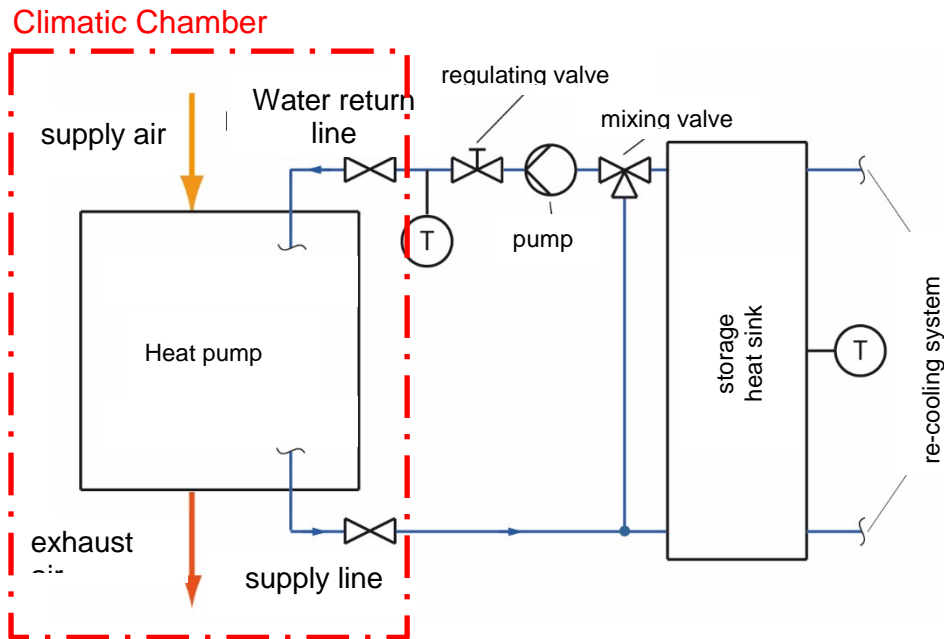 Climatic Chamber
supply air
Water return
line
regulating valve
mixing valve
pump
T
Heat pump
storage
heat sink
T
re-cooling system
exhaust
supply line